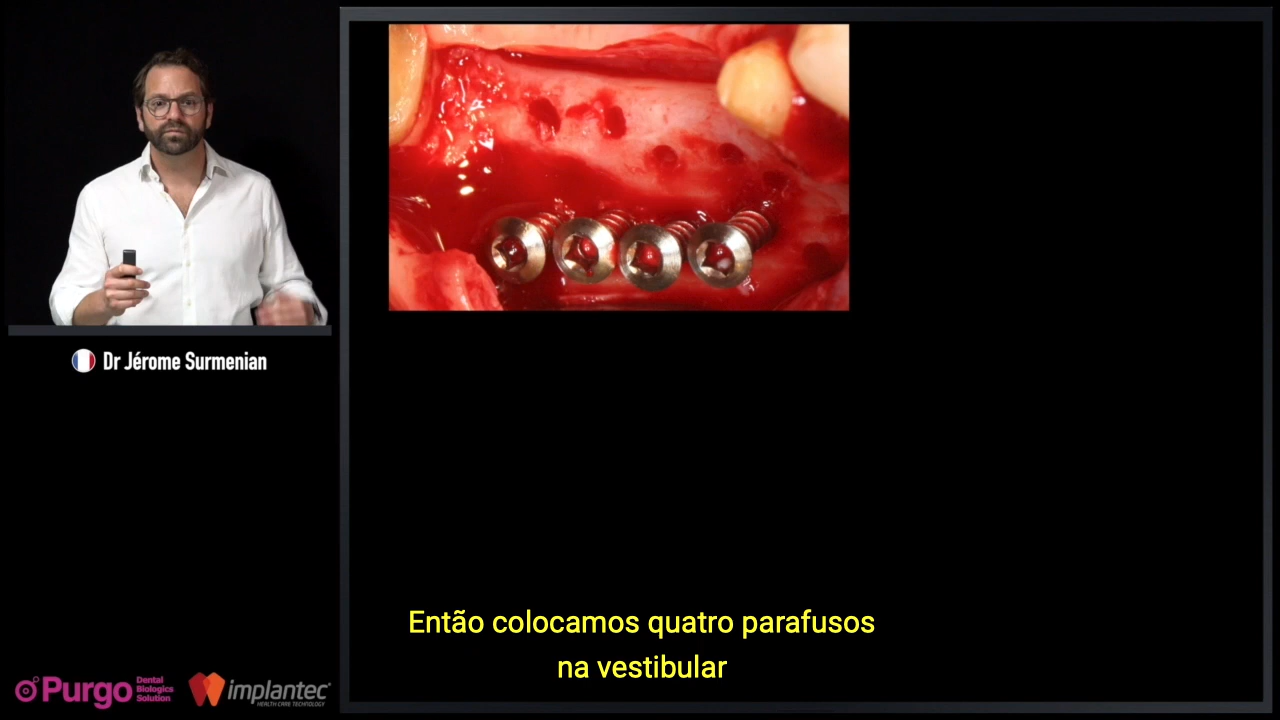 Dr Jérome Surmenian
Então colocamos quatro parafusos
na vestibular
Purgo
Dental
Biologics
Solution
implantec
HEALTH CARE TECHNOLOGY